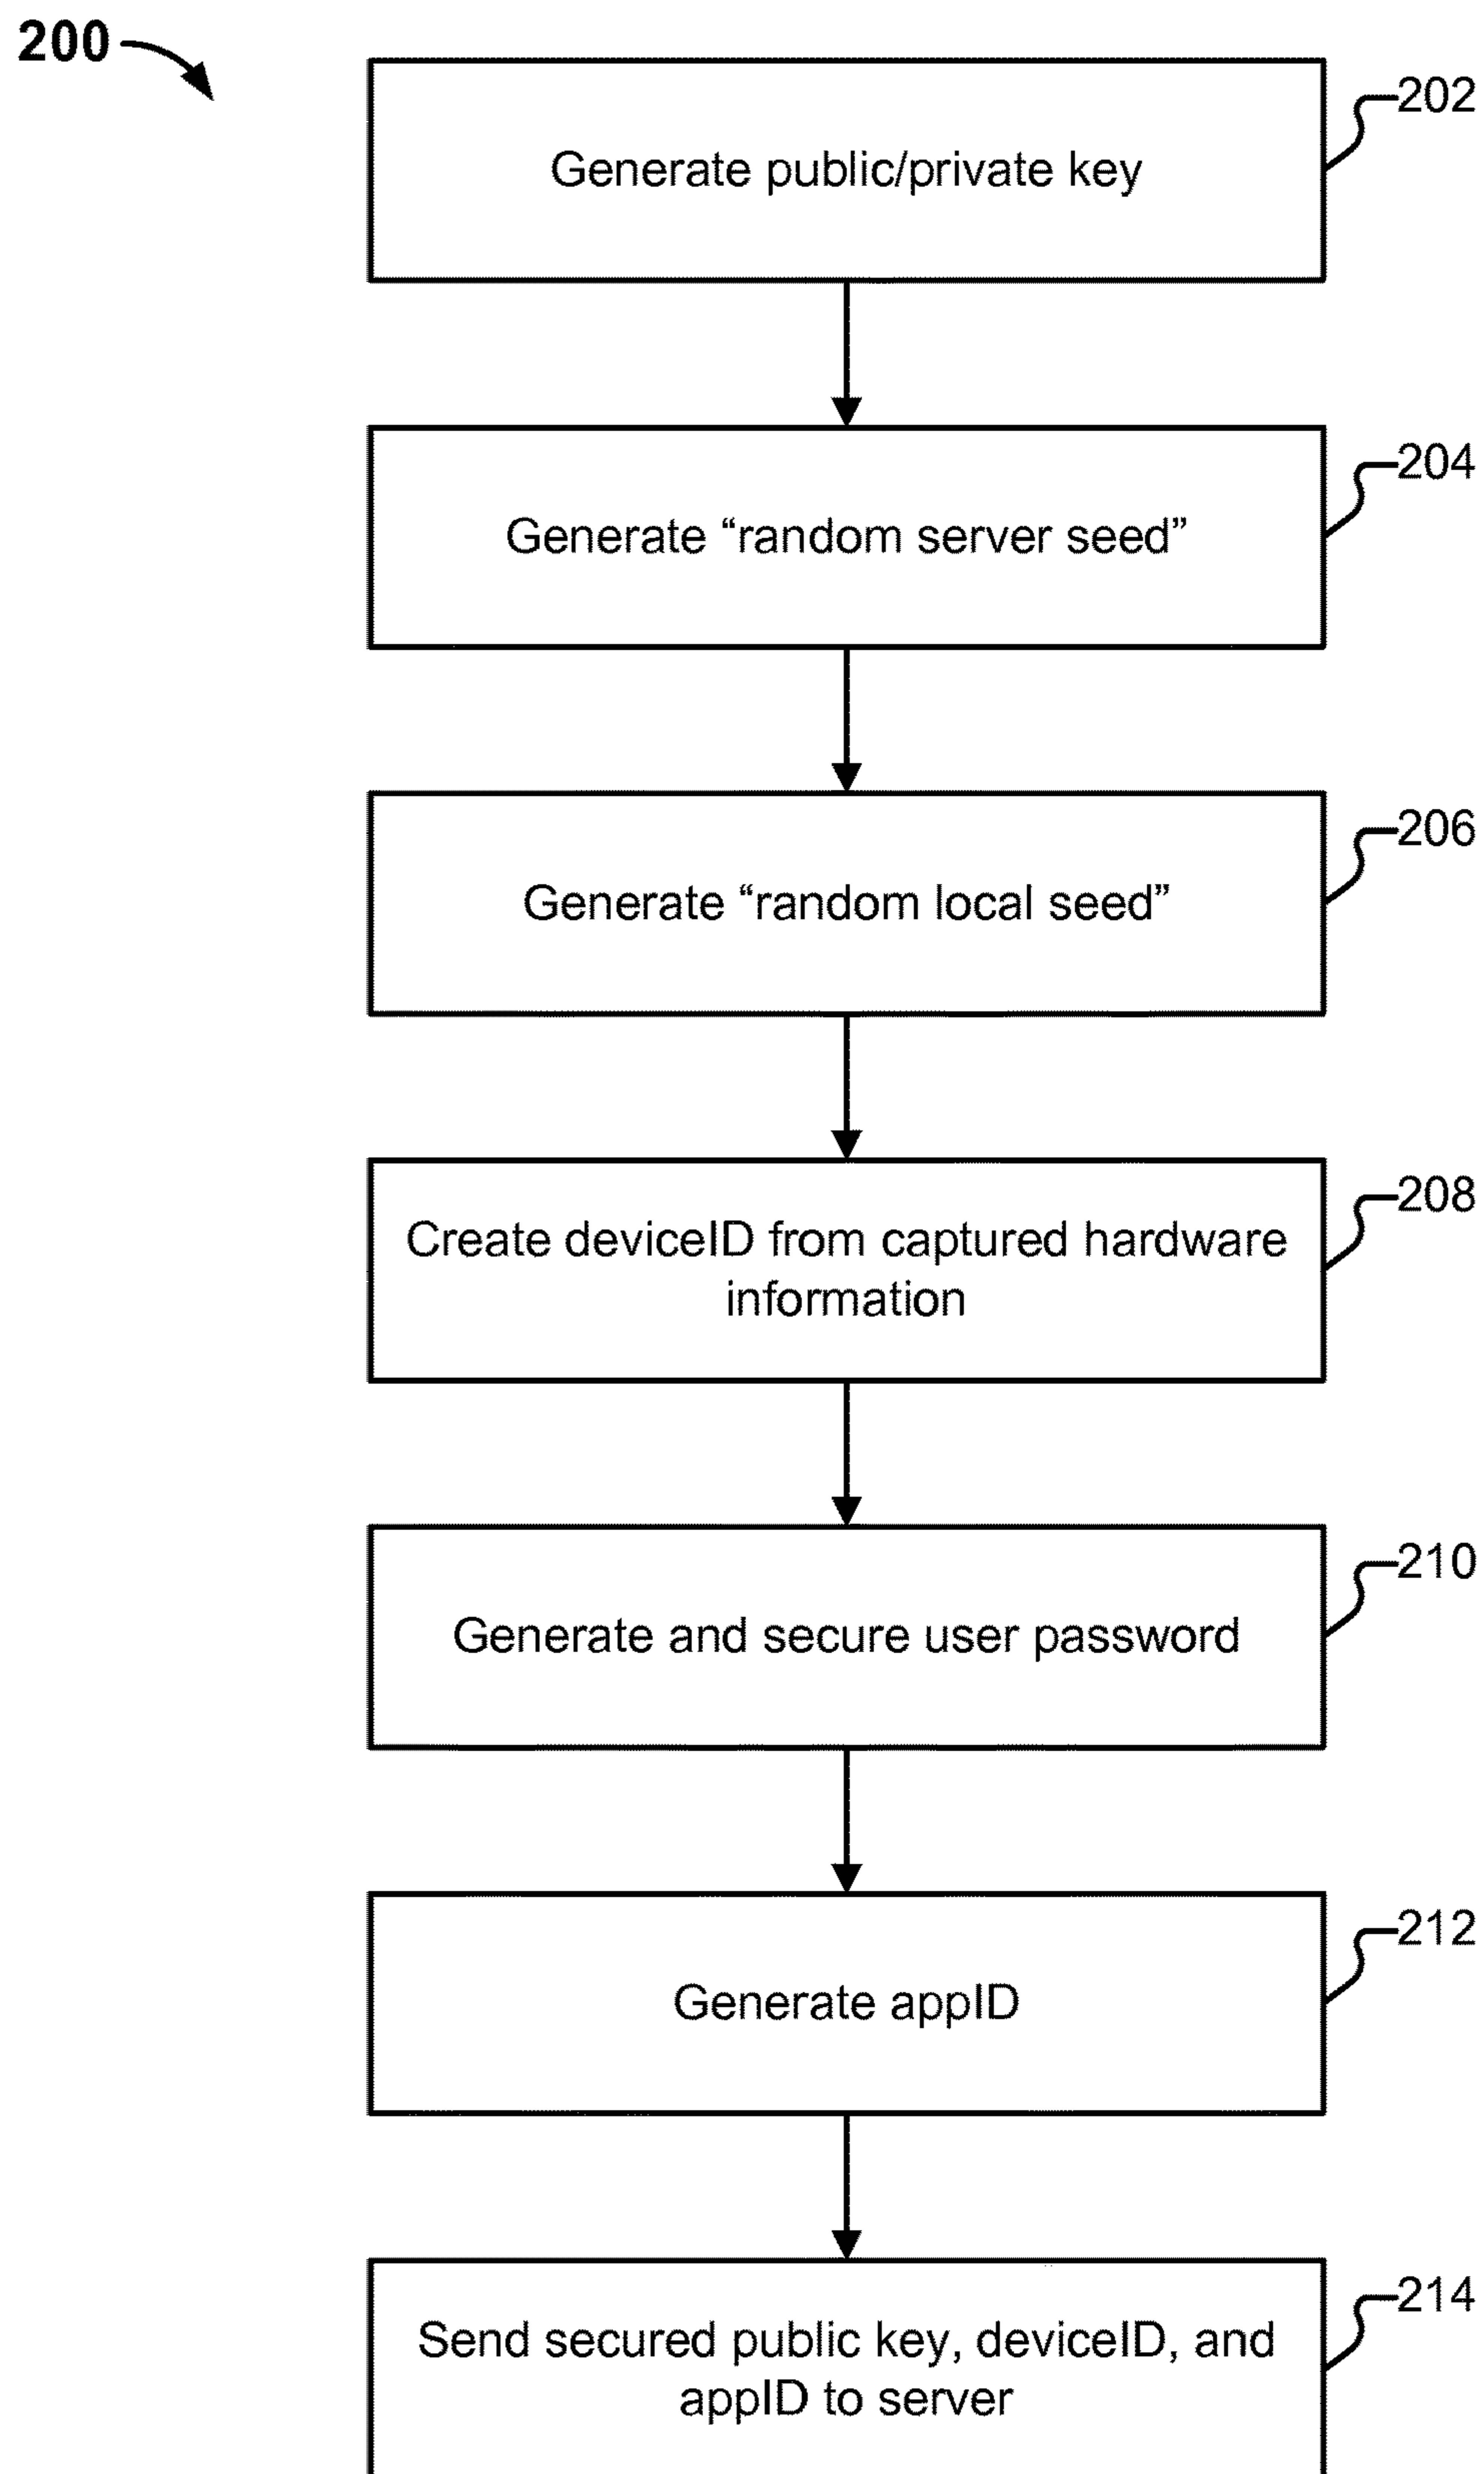 200
202
Generate public/private key
204
Generate “random server seed”
206
Generate “random local seed”
208
Create deviceID from captured hardware
information
210
Generate and secure user password
212
Generate appID
214
Send secured public key, deviceID, and
appID to server